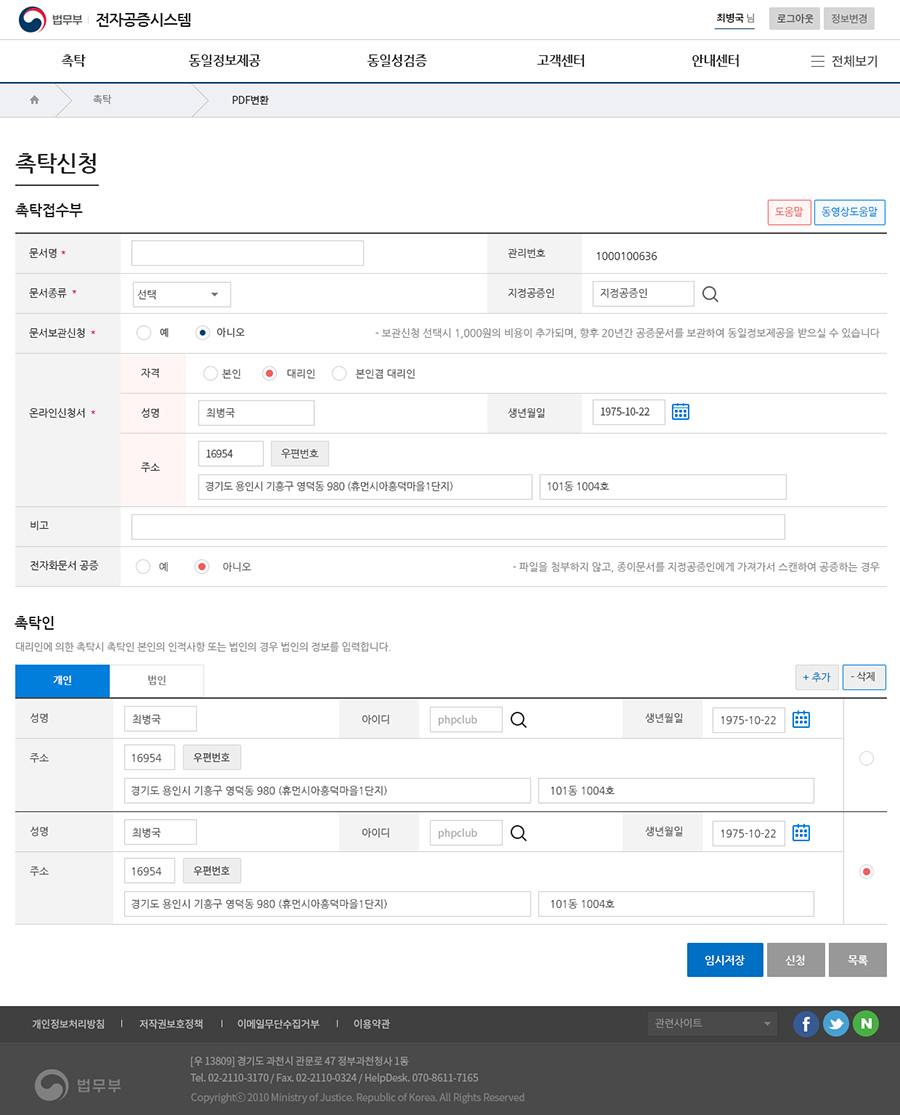 법무부 전자공증시스템 최병국 님 로그아웃 정보변경
촉탁 동일정보제공 동일성검증 고객센터 안내센터 전체보기
촉탁 PDF변환
촉탁신청
촉탁접수부 도움말 동영상도움말
문서명 * 관리번호 1000100636
문서종류 * 선택 지정공증인 지정공증인
문서보관신청 * 예 아니오 - 보관신청 선택시 1,000원의 비용이 추가되며, 향후 20년간 공증문서를 보관하여 동일정보제공을 받으실 수 있습니다
자격 본인 대리인 본인겸 대리인
온라인신청서 * 성명 최병국 생년월일 1975-10-22
주소 16954 우편번호
경기도 용인시 기흥구 영덕동 980 (휴먼시아흥덕마을1단지) 101동 1004호
비고
전자화문서 공증 예 아니오 - 파일을 첨부하지 않고, 종이문서를 지정공증인에게 가져가서 스캔하여 공증하는 경우
촉탁인
대리인에 의한 촉탁시 촉탁인 본인의 인적사항 또는 법인의 경우 법인의 정보를 입력합니다.
개인 법인 + 추가 - 삭제
성명 최병국 아이디 phpclub 생년월일 1975-10-22
주소 16954 우편번호
경기도 용인시 기흥구 영덕동 980 (휴먼시아흥덕마을1단지) 101동 1004호
성명 최병국 아이디 phpclub 생년월일 1975-10-22
주소 16954 우편번호
경기도 용인시 기흥구 영덕동 980 (휴먼시아흥덕마을1단지) 101동 1004호
임시저장 신청 목록
개인정보처리방침 저작권보호정책 이메일무단수집거부 이용약관 관련사이트 f N
[우 13809] 경기도 과천시 관문로 47 정부과천청사 1동
법무부 Tel. 02-2110-3170 / Fax. 02-2110-0324 / HelpDesk. 070-8611-7165
Copyrightⓒ 2010 Ministry of Justice. Republic of Korea. All Rights Reserved